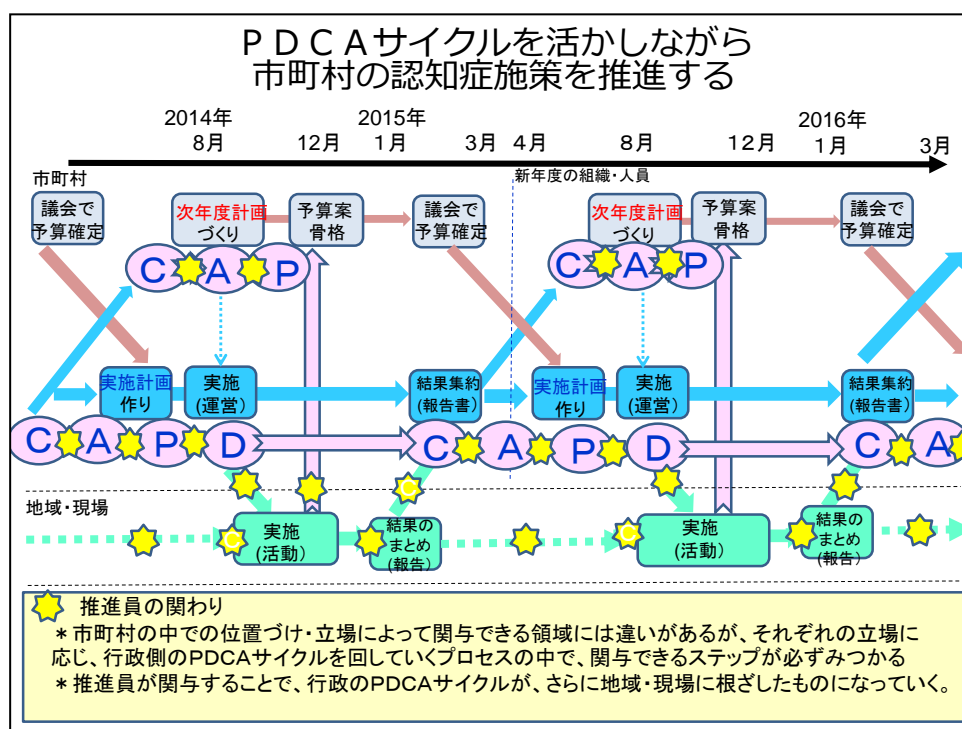 ＰＤＣＡサイクルを活かしながら
市町村の認知症施策を推進する
2014年
8月
12月
2015年
1月
3月
4月
8月
12月
2016年
1月
3月
市町村
新年度の組織・人員
議会で
予算確定
次年度計画
づくり
予算案
骨格
議会で
予算確定
次年度計画
づくり
予算案
骨格
議会で
予算確定
C A P
C A P
実施計画
作り
実施
(運営)
結果集約
(報告書)
実施計画
作り
実施
(運営)
結果集約
(報告書)
C A P D
C A P D
C A
C
地域・現場
C
実施
(活動)
結果の
まとめ
(報告)
C
実施
(活動)
結果の
まとめ
(報告)
推進員の関わり
＊市町村の中での位置づけ・立場によって関与できる領域には違いがあるが、それぞれの立場に
応じ、行政側のPDCAサイクルを回していくプロセスの中で、関与できるステップが必ずみつかる
＊推進員が関与することで、行政のPDCAサイクルが、さらに地域・現場に根ざしたものになっていく。